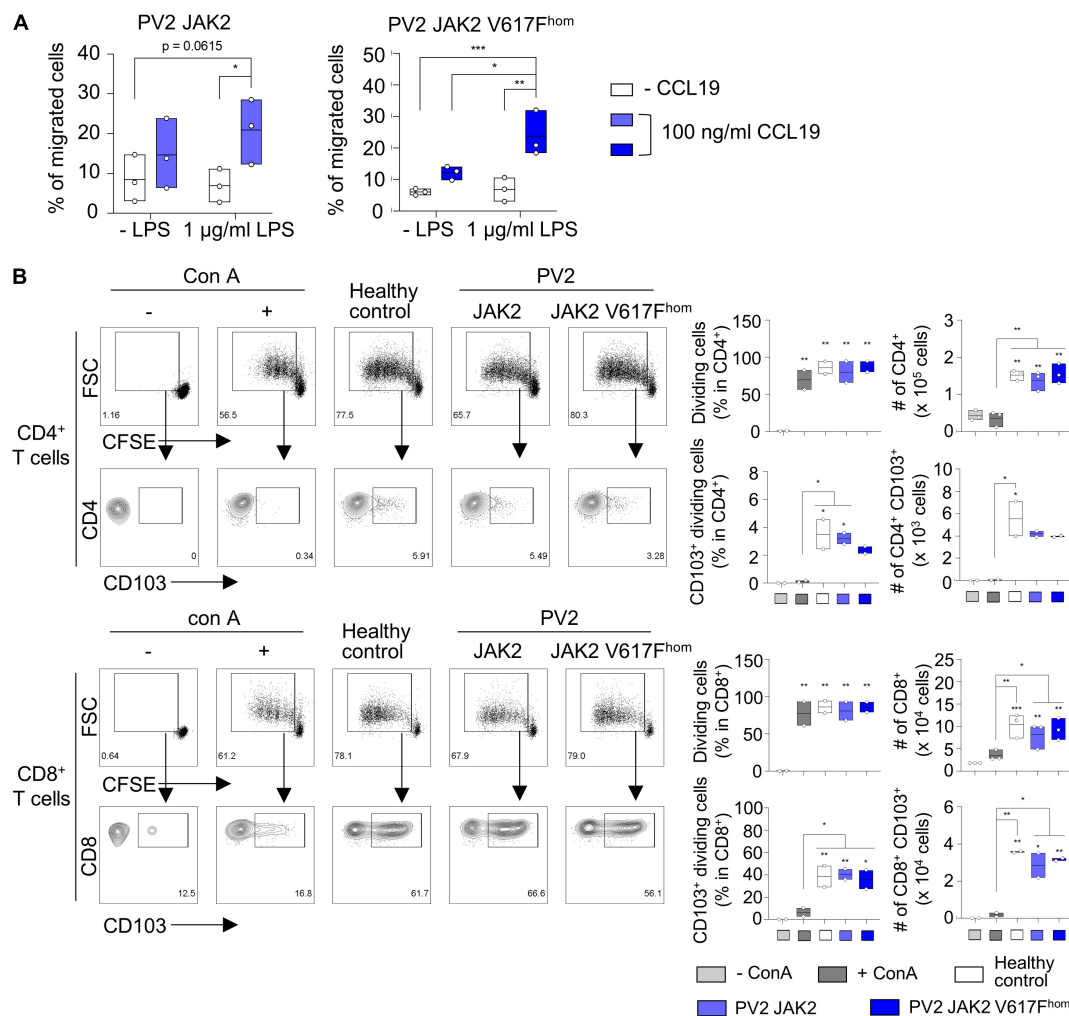 A
PV2 JAK2
PV2 JAK2 V617Fhom
% of migrated cells
40
30
20
10
0
p = 0.0615
*
- LPS
1 µg/ml LPS
% of migrated cells
50
40
30
20
10
0
***
*
**
- LPS
1 µg/ml LPS
- CCL19
100 ng/ml CCL19
B
Con A
- +
Healthy control
PV2
JAK2 JAK2 V617Fhom
CD4+ T cells
FSC
1.16 56.5 77.5 65.7 80.3
CFSE
CD4
0 0.34 5.91 5.49 3.28
CD103
Dividing cells (% in CD4+)
150
100
50
0
** ** ** **
# of CD4+ (x 10⁵ cells)
3
2
1
0
**
** ** **
CD103+ dividing cells (% in CD4+)
8
6
4
2
0
*
* *
# of CD4+ CD103+ (x 10³ cells)
10
8
6
4
2
0
*
*
con A
- +
Healthy control
PV2
JAK2 JAK2 V617Fhom
CD8+ T cells
FSC
0.64 61.2 78.1 67.9 79.0
CFSE
CD8
12.5 16.8 61.7 66.6 56.1
CD103
Dividing cells (% in CD8+)
150
100
50
0
** ** ** **
# of CD8+ (x 10⁴ cells)
25
20
15
10
5
0
*
**
*** ** **
CD103+ dividing cells (% in CD8+)
100
80
60
40
20
0
*
** ** *
# of CD8+ CD103+ (x 10⁴ cells)
6
4
2
0
*
**
** * **
- ConA
+ ConA
Healthy control
PV2 JAK2
PV2 JAK2 V617Fhom